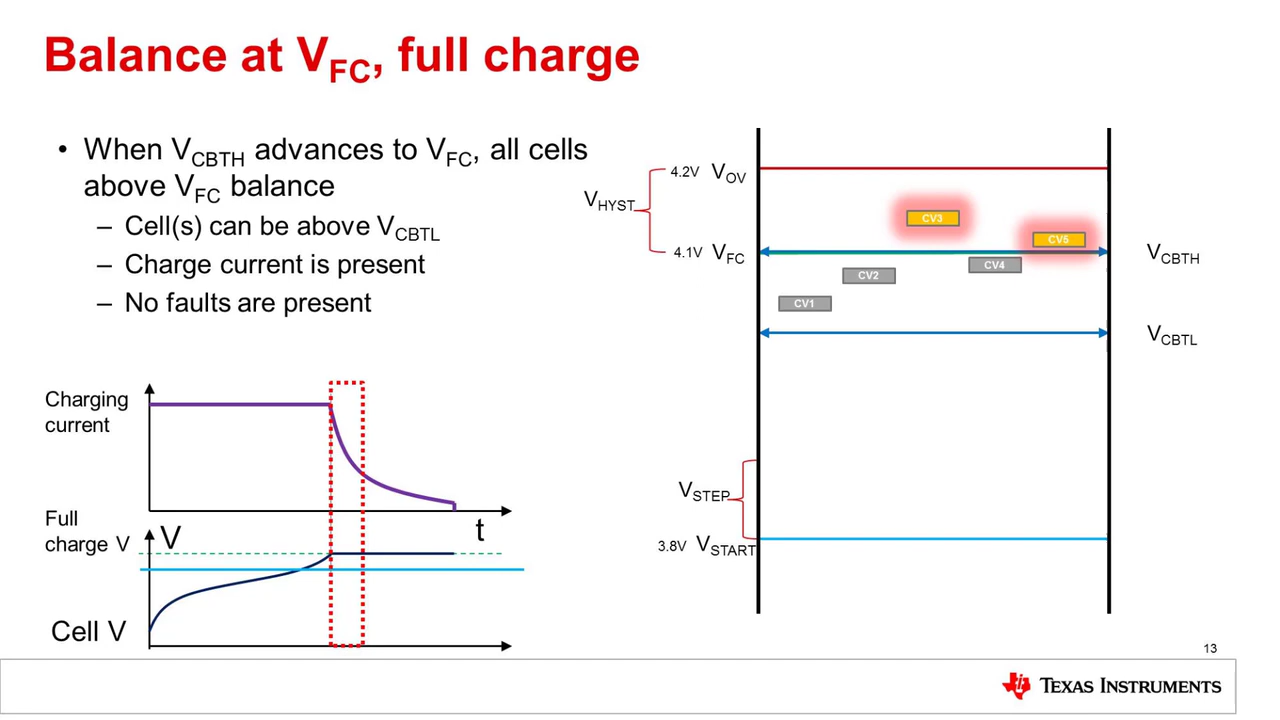 Balance at VFC, full charge
• When VCBTH advances to VFC, all cells
above VFC balance
– Cell(s) can be above VCBTL
– Charge current is present
– No faults are present
Charging
current
t
Full
charge V
V
Cell V
4.2V VOV
VHYST
CV3
CV5
4.1V VFC
VCBTH
CV4
CV2
CV1
VCBTL
VSTEP
3.8V VSTART
13
TEXAS INSTRUMENTS